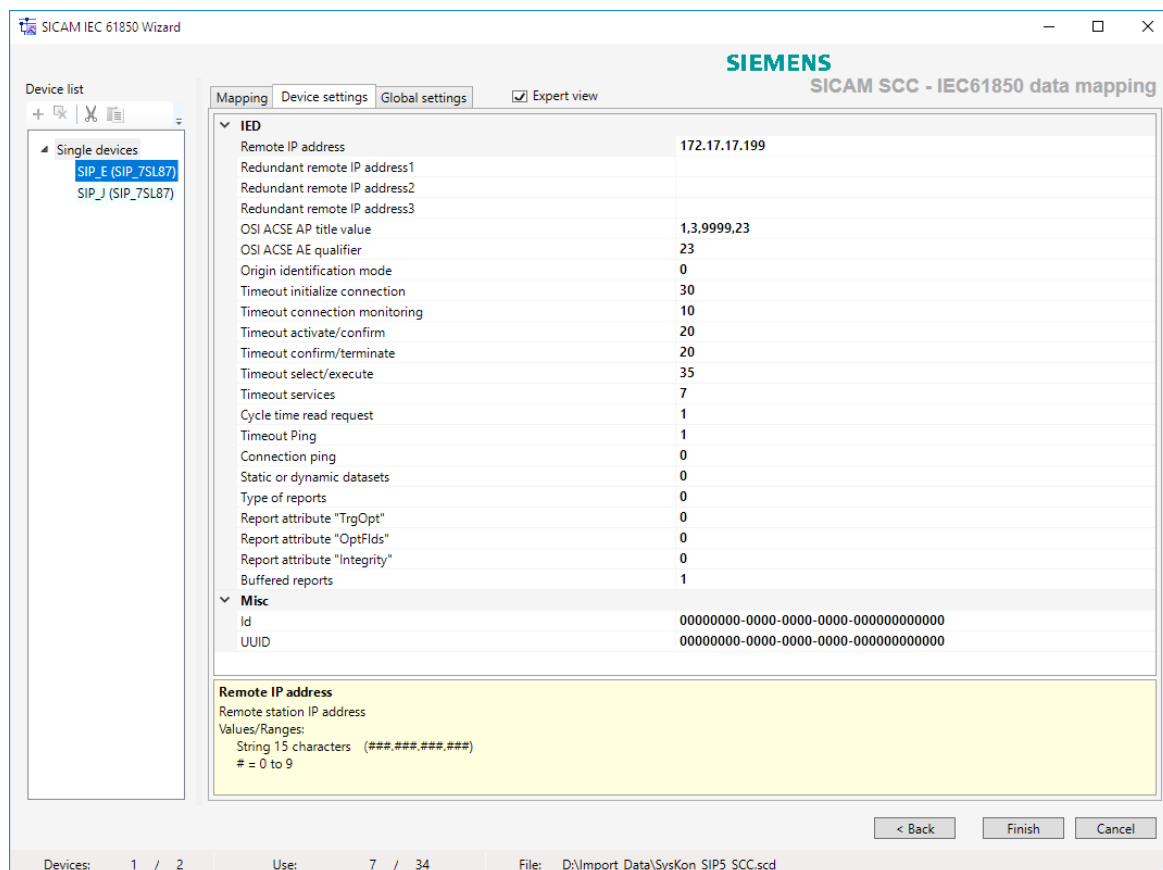 SICAM IEC 61850 Wizard
SIEMENS
SICAM SCC - IEC61850 data mapping
Device list
Single devices
SIP_E (SIP_7SL87)
SIP_J (SIP_7SL87)
Mapping Device settings Global settings Expert view
IED
Remote IP address 172.17.17.199
Redundant remote IP address1
Redundant remote IP address2
Redundant remote IP address3
OSI ACSE AP title value 1,3,9999,23
OSI ACSE AE qualifier 23
Origin identification mode 0
Timeout initialize connection 30
Timeout connection monitoring 10
Timeout activate/confirm 20
Timeout confirm/terminate 20
Timeout select/execute 35
Timeout services 7
Cycle time read request 1
Timeout Ping 1
Connection ping 0
Static or dynamic datasets 0
Type of reports 0
Report attribute "TrgOpt" 0
Report attribute "OptFlds" 0
Report attribute "Integrity" 0
Buffered reports 1
Misc
Id 00000000-0000-0000-0000-000000000000
UUID 00000000-0000-0000-0000-000000000000
Remote IP address
Remote station IP address
Values/Ranges:
String 15 characters (###.###.###.###)
# = 0 to 9
< Back Finish Cancel
Devices: 1 / 2 Use: 7 / 34 File: D:\Import_Data\SysKon_SIP5_SCC.scd